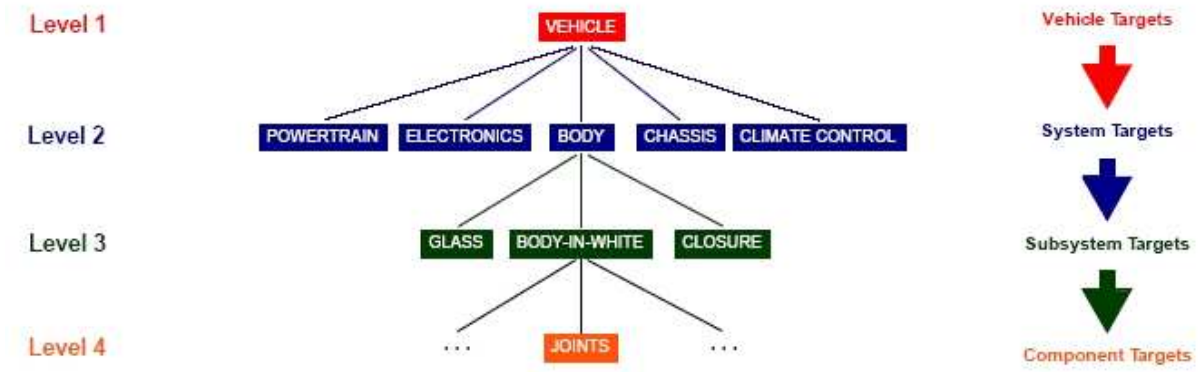 Level 1 VEHICLE Vehicle Targets
Level 2 POWERTRAIN ELECTRONICS BODY CHASSIS CLIMATE CONTROL System Targets
Level 3 GLASS BODY-IN-WHITE CLOSURE Subsystem Targets
Level 4 ... JOINTS ... Component Targets